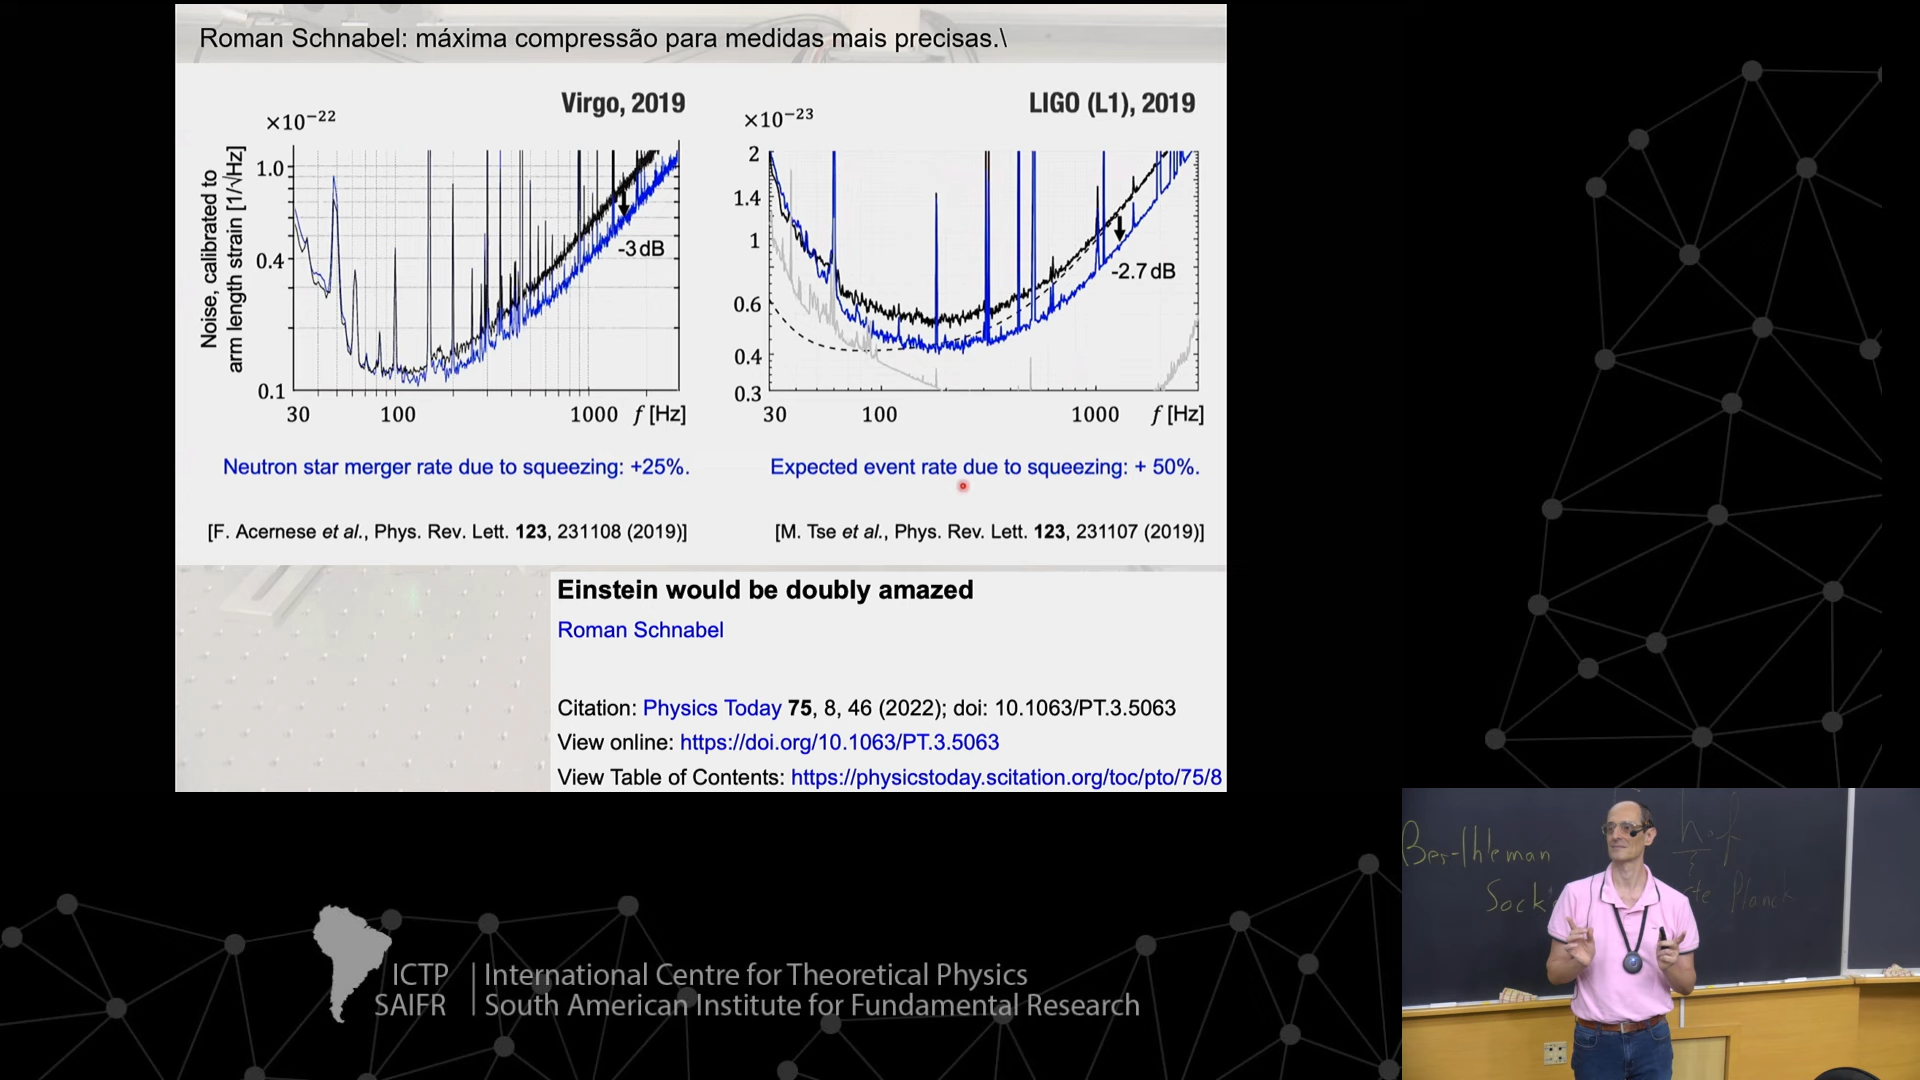 Roman Schnabel: máxima compressão para medidas mais precisas.\
Virgo, 2019
×10⁻²²
Noise, calibrated to
arm length strain [1/√Hz]
1.0
0.4
0.1
-3 dB
30 100 1000 f [Hz]
LIGO (L1), 2019
×10⁻²³
2
1.4
1
0.6
0.4
0.3
-2.7 dB
30 100 1000 f [Hz]
Neutron star merger rate due to squeezing: +25%.
Expected event rate due to squeezing: + 50%.
[F. Acernese et al., Phys. Rev. Lett. 123, 231108 (2019)]
[M. Tse et al., Phys. Rev. Lett. 123, 231107 (2019)]
Einstein would be doubly amazed
Roman Schnabel
Citation: Physics Today 75, 8, 46 (2022); doi: 10.1063/PT.3.5063
View online: https://doi.org/10.1063/PT.3.5063
View Table of Contents: https://physicstoday.scitation.org/toc/pto/75/8
Sock
Planck
ICTP
SAIFR
International Centre for Theoretical Physics
South American Institute for Fundamental Research